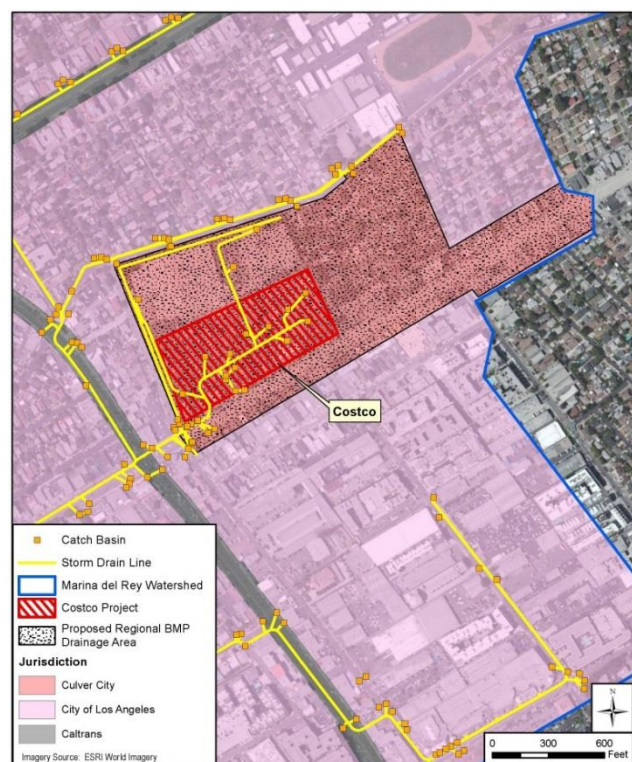 Costco
Catch Basin
Storm Drain Line
Marina del Rey Watershed
Costco Project
Proposed Regional BMP
Drainage Area
Jurisdiction
Culver City
City of Los Angeles
Caltrans
Imagery Source: ESRI World Imagery
N
0 300 600
Feet